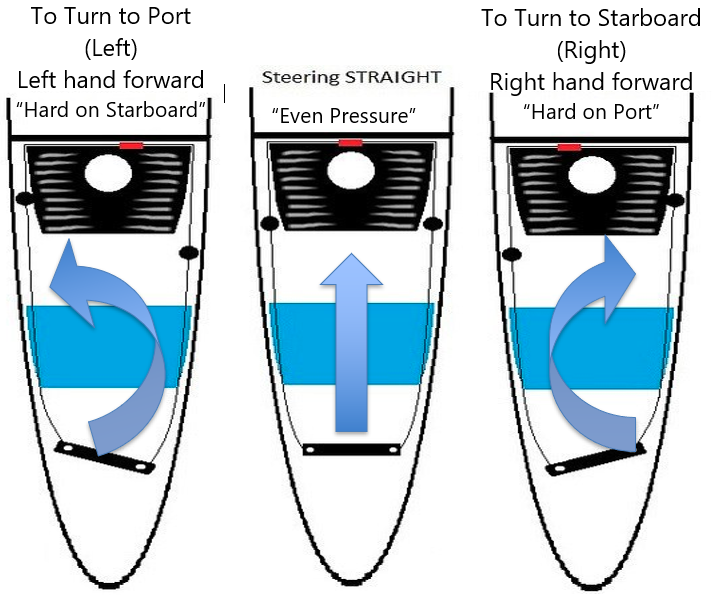 To Turn to Port
(Left)
Left hand forward
“Hard on Starboard”
Steering STRAIGHT
“Even Pressure”
To Turn to Starboard
(Right)
Right hand forward
“Hard on Port”